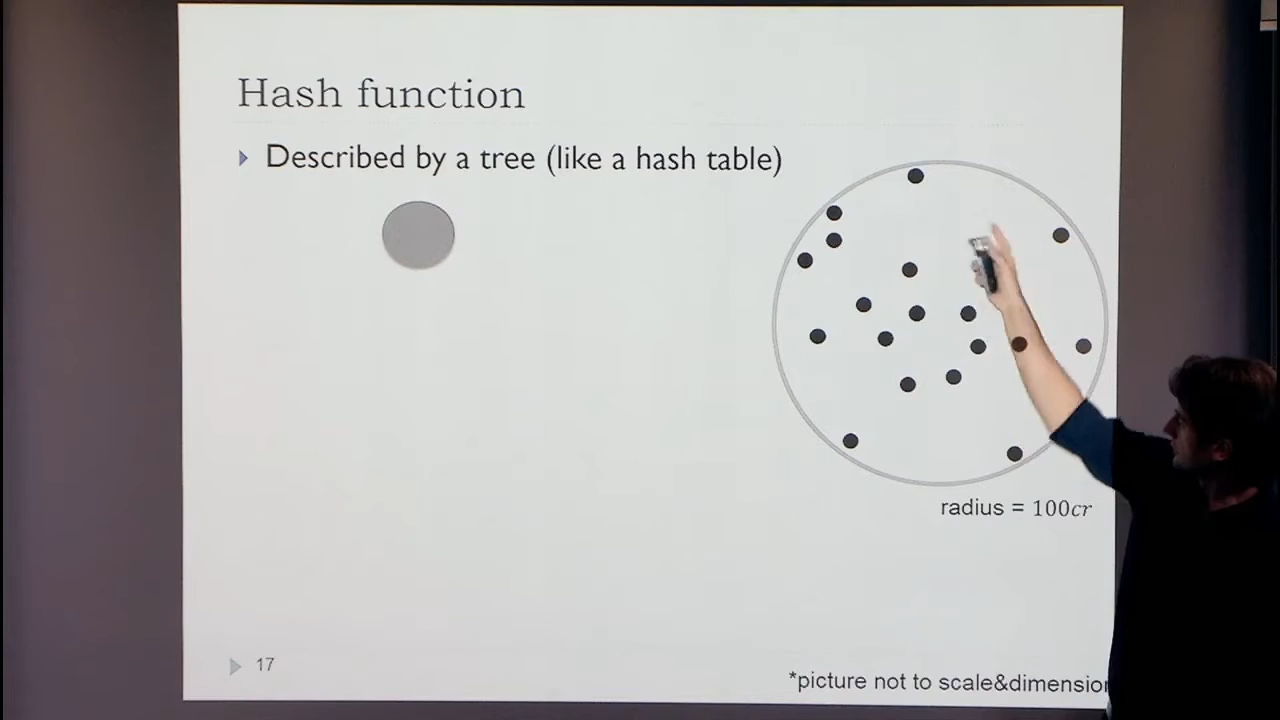 Hash function
Described by a tree (like a hash table)
radius = 100cr
17
*picture not to scale&dimension